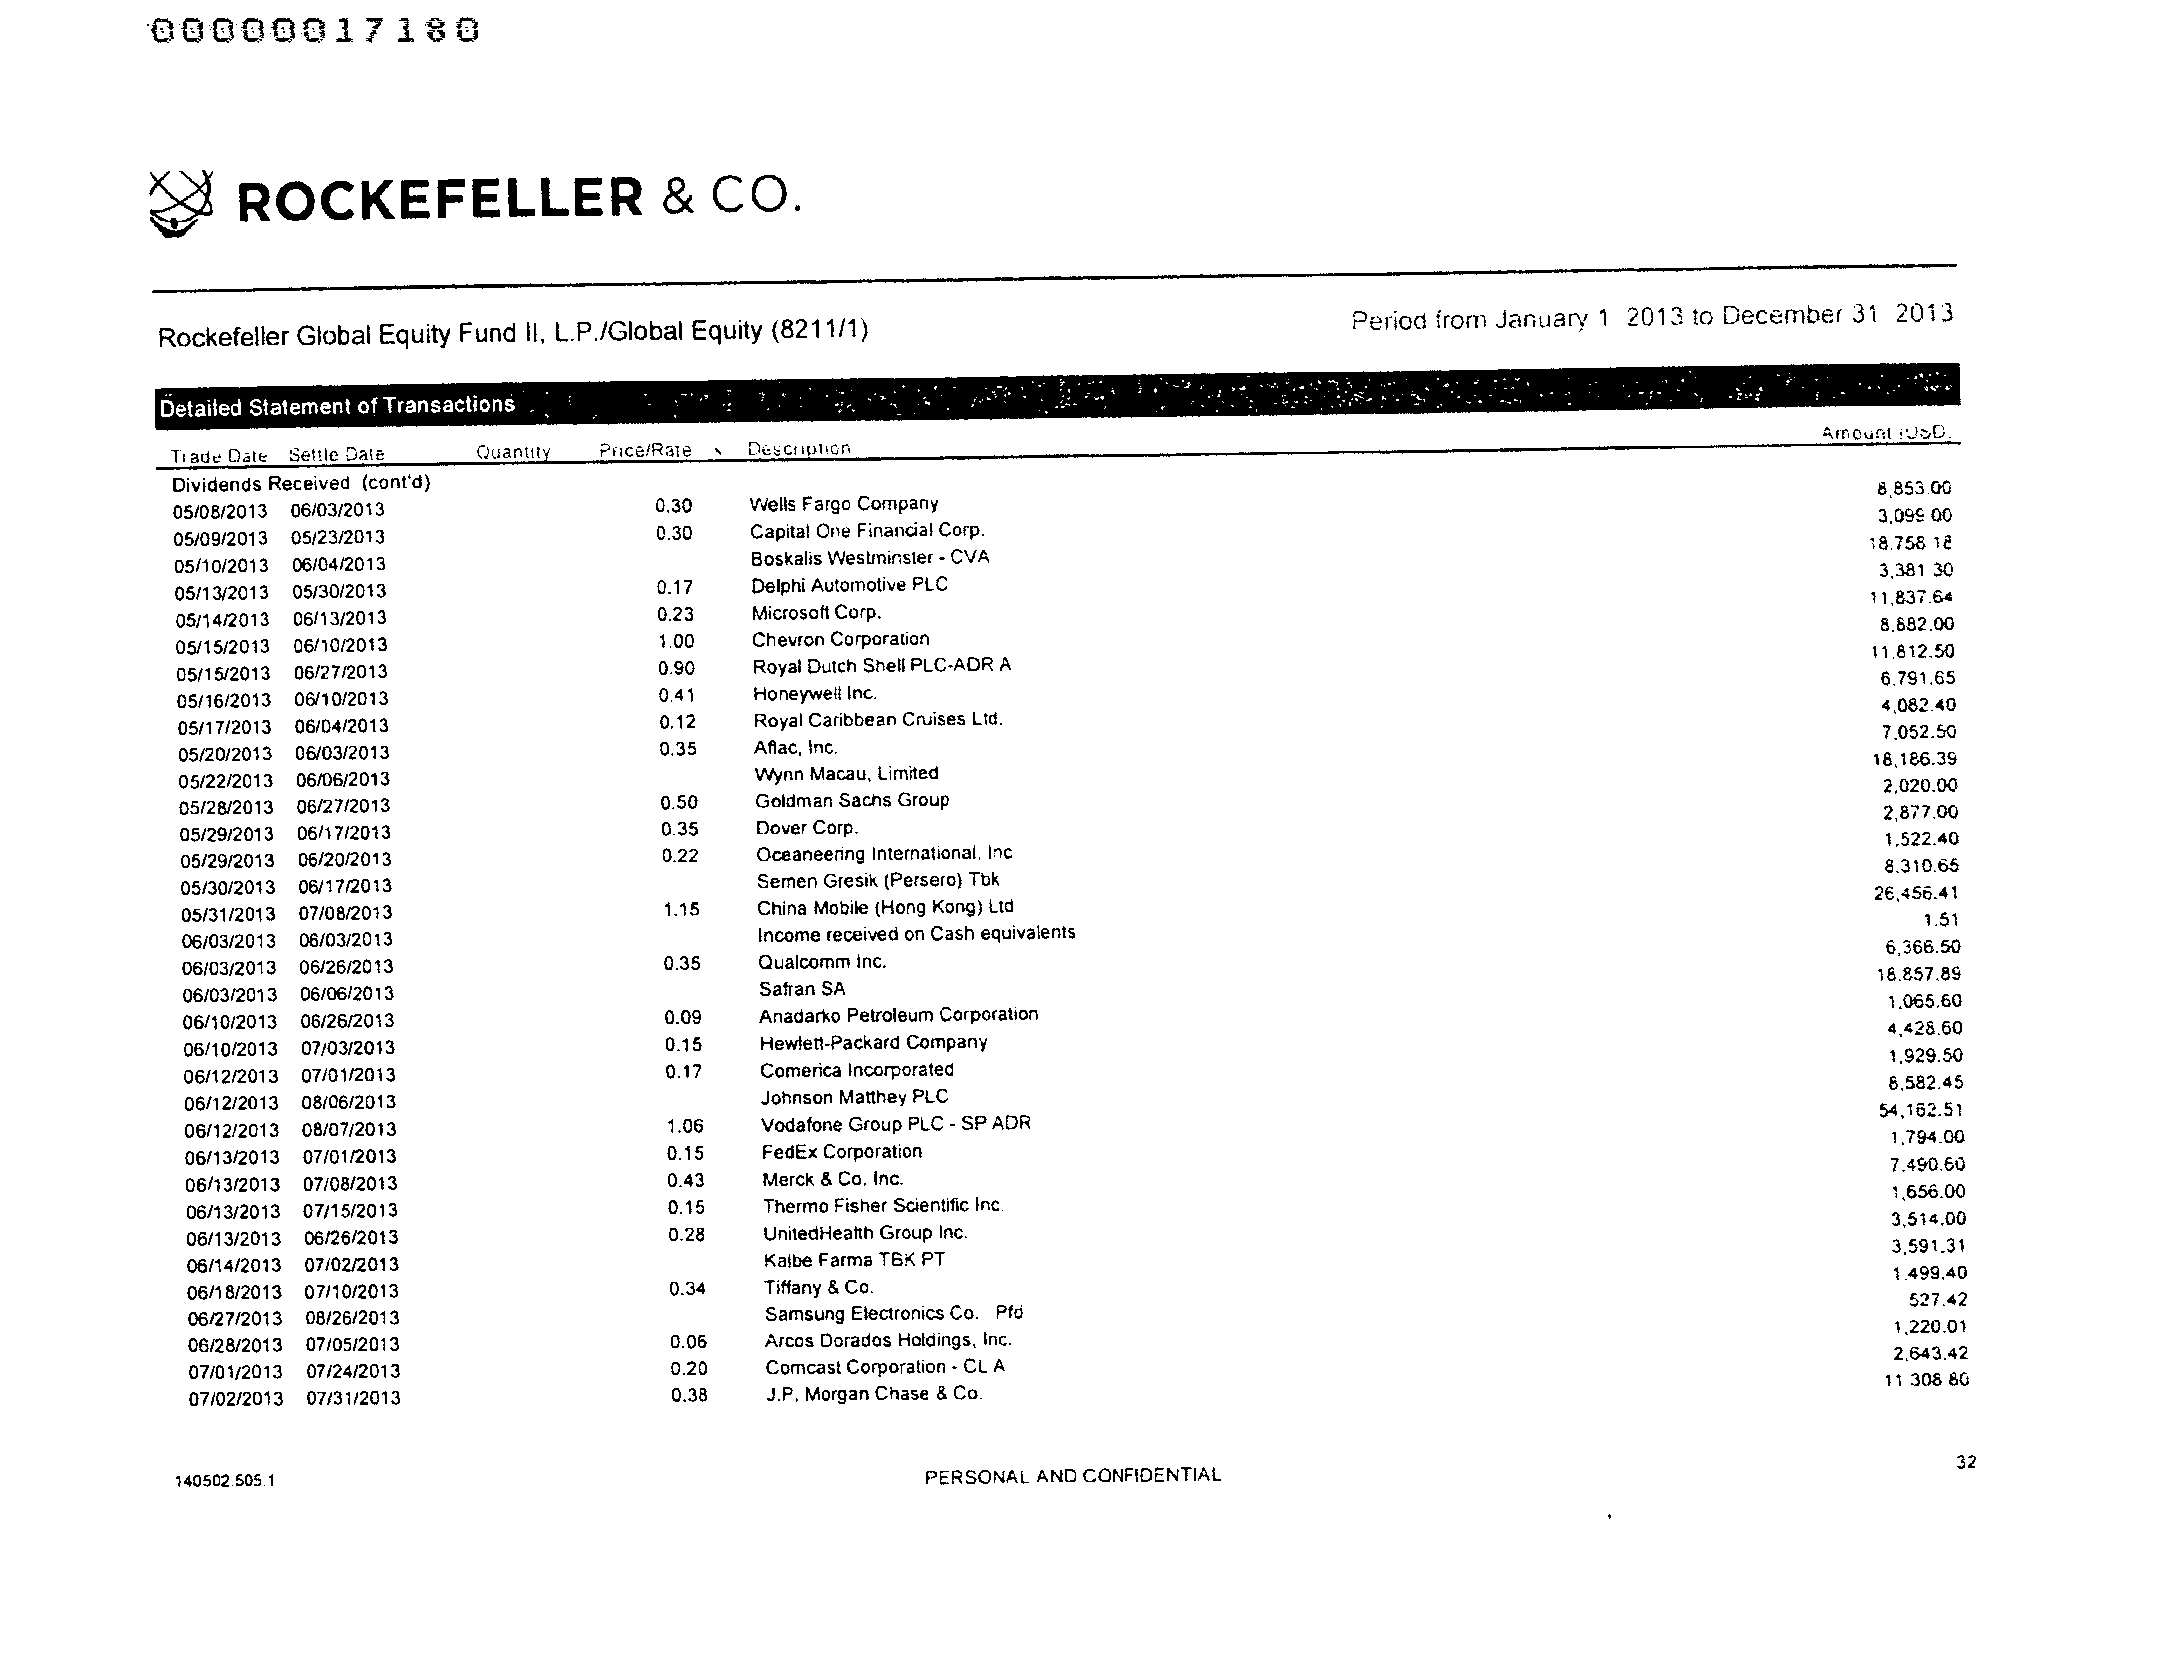 00000017180
ROCKEFELLER & CO.
Rockefeller Global Equity Fund II, L.P./Global Equity (8211/1) Period from January 1 2013 to December 31 2013
Detailed Statement of Transactions
Trade Date Settle Date Quantity Price/Rate Description Amount (USD)
Dividends Received (cont'd)
05/08/2013 06/03/2013 0.30 Wells Fargo Company 8,853.00
05/09/2013 05/23/2013 0.30 Capital One Financial Corp. 3,099.00
05/10/2013 06/04/2013 Boskalis Westminster - CVA 18,758.18
05/13/2013 05/30/2013 0.17 Delphi Automotive PLC 3,381.30
05/14/2013 06/13/2013 0.23 Microsoft Corp. 11,837.64
05/15/2013 06/10/2013 1.00 Chevron Corporation 8,882.00
05/15/2013 06/27/2013 0.90 Royal Dutch Shell PLC-ADR A 11,812.50
05/16/2013 06/10/2013 0.41 Honeywell Inc. 6,791.65
05/17/2013 06/04/2013 0.12 Royal Caribbean Cruises Ltd. 4,082.40
05/20/2013 06/03/2013 0.35 Aflac, Inc. 7,052.50
05/22/2013 06/06/2013 Wynn Macau, Limited 18,186.39
05/28/2013 06/27/2013 0.50 Goldman Sachs Group 2,020.00
05/29/2013 06/17/2013 0.35 Dover Corp. 2,877.00
05/29/2013 06/20/2013 0.22 Oceaneering International, Inc 1,522.40
05/30/2013 06/17/2013 Semen Gresik (Persero) Tbk 8,310.65
05/31/2013 07/08/2013 1.15 China Mobile (Hong Kong) Ltd 26,456.41
06/03/2013 06/03/2013 Income received on Cash equivalents 1.51
06/03/2013 06/26/2013 0.35 Qualcomm Inc. 6,366.50
06/03/2013 06/06/2013 Safran SA 18,857.89
06/10/2013 06/26/2013 0.09 Anadarko Petroleum Corporation 1,065.60
06/10/2013 07/03/2013 0.15 Hewlett-Packard Company 4,428.60
06/12/2013 07/01/2013 0.17 Comerica Incorporated 1,929.50
06/12/2013 08/06/2013 Johnson Matthey PLC 8,582.45
06/12/2013 08/07/2013 1.06 Vodafone Group PLC - SP ADR 54,162.51
06/13/2013 07/01/2013 0.15 FedEx Corporation 1,794.00
06/13/2013 07/08/2013 0.43 Merck & Co. Inc. 7,490.60
06/13/2013 07/15/2013 0.15 Thermo Fisher Scientific Inc. 1,656.00
06/13/2013 06/26/2013 0.28 UnitedHealth Group Inc. 3,514.00
06/14/2013 07/02/2013 Kalbe Farma TBK PT 3,591.31
06/18/2013 07/10/2013 0.34 Tiffany & Co. 1,499.40
06/27/2013 08/26/2013 Samsung Electronics Co. Pfd 527.42
06/28/2013 07/05/2013 0.06 Arcos Dorados Holdings, Inc. 1,220.01
07/01/2013 07/24/2013 0.20 Comcast Corporation - CL A 2,643.42
07/02/2013 07/31/2013 0.38 J.P. Morgan Chase & Co. 11 308 80
140502.505.1 PERSONAL AND CONFIDENTIAL 32